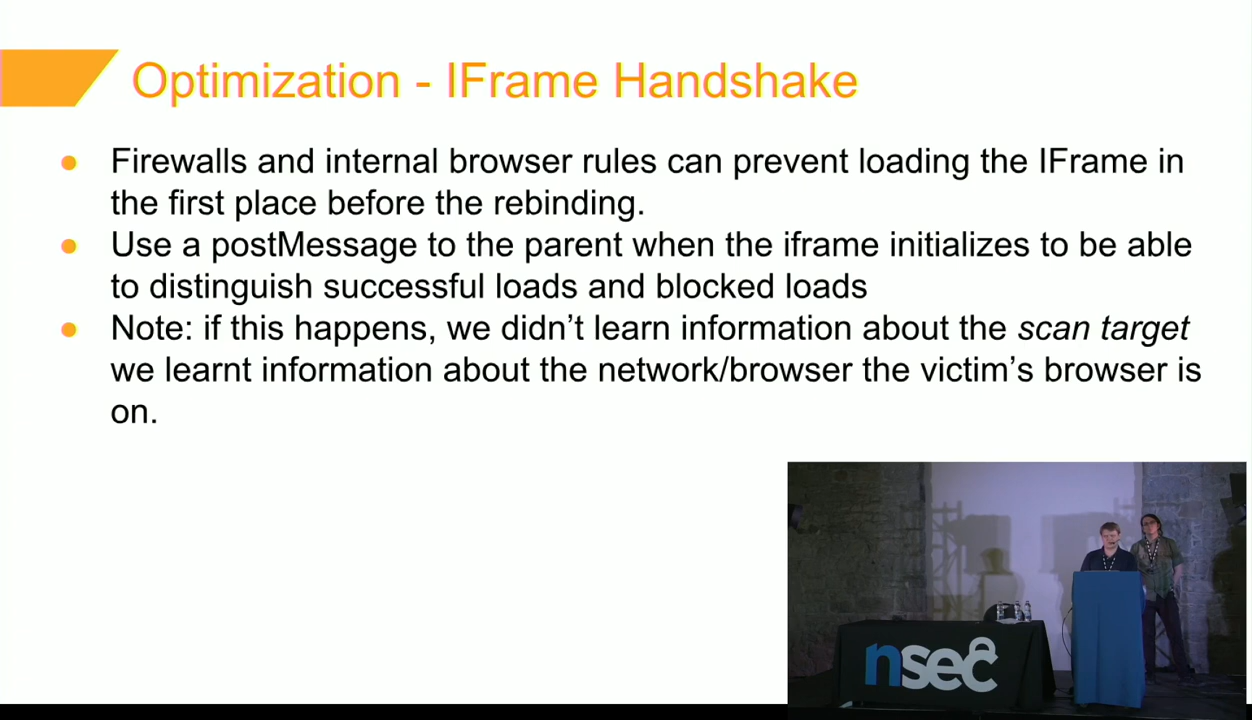 Optimization - IFrame Handshake
● Firewalls and internal browser rules can prevent loading the IFrame in
the first place before the rebinding.
● Use a postMessage to the parent when the iframe initializes to be able
to distinguish successful loads and blocked loads
● Note: if this happens, we didn’t learn information about the scan target
we learnt information about the network/browser the victim’s browser is
on.
nsec